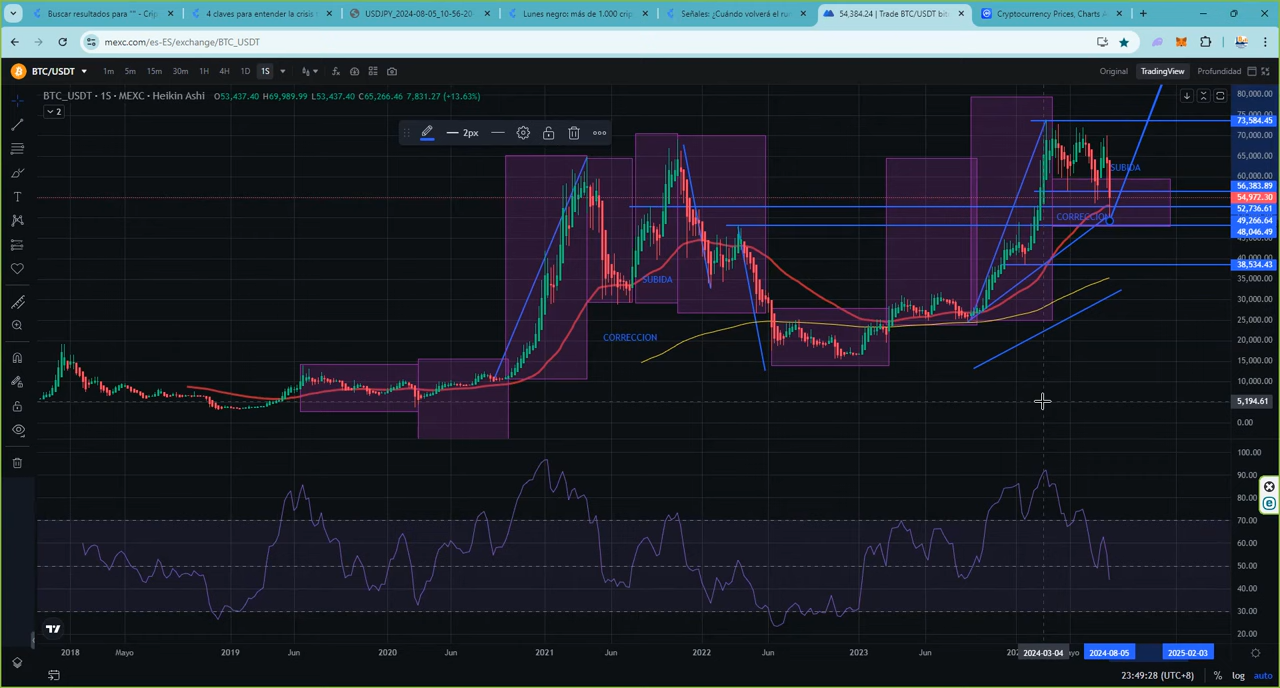 Buscar resultados para "" - Crip
4 claves para entender la crisis
USDJPY_2024-08-05_10-56-20
Lunes negro: más de 1.000 crip
Señales: ¿Cuándo volverá el ru
54,384.24 | Trade BTC/USDT bit
Cryptocurrency Prices, Charts A
mexc.com/es-ES/exchange/BTC_USDT
BTC/USDT
1m 5m 15m 30m 1H 4H 1D 1S
Original TradingView Profundidad
BTC_USDT · 1S · MEXC · Heikin Ashi O53,437.40 H69,989.99 L53,437.40 C65,266.46 7,831.27 (+13.63%)
2
2px
80,000.00
73,584.45
70,000.00
65,000.00
60,000.00
56,383.89
54,972.30
52,736.61
49,266.64
48,046.49
38,534.43
35,000.00
30,000.00
25,000.00
20,000.00
15,000.00
10,000.00
5,194.61
0.00
SUBIDA
CORRECCION
SUBIDA
CORRECCION
100.00
90.00
80.00
70.00
60.00
50.00
40.00
30.00
20.00
2018 Mayo 2019 Jun 2020 Jun 2021 Jun 2022 Jun 2023 Jun 2024-03-04 2024-08-05 2025-02-03
23:49:28 (UTC+8) % log auto